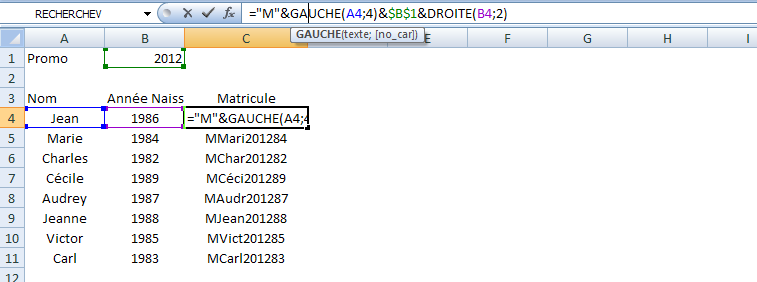 RECHERCHEV ="M"&GAUCHE(A4;4)&$B$1&DROITE(B4;2)
GAUCHE(texte; [no_car])
A B C E F G H I
1 Promo 2012
2
3 Nom Année Naiss Matricule
4 Jean 1986 ="M"&GAUCHE(A4;4
5 Marie 1984 MMari201284
6 Charles 1982 MChar201282
7 Cécile 1989 MCéci201289
8 Audrey 1987 MAudr201287
9 Jeanne 1988 MJean201288
10 Victor 1985 MVict201285
11 Carl 1983 MCarl201283
12